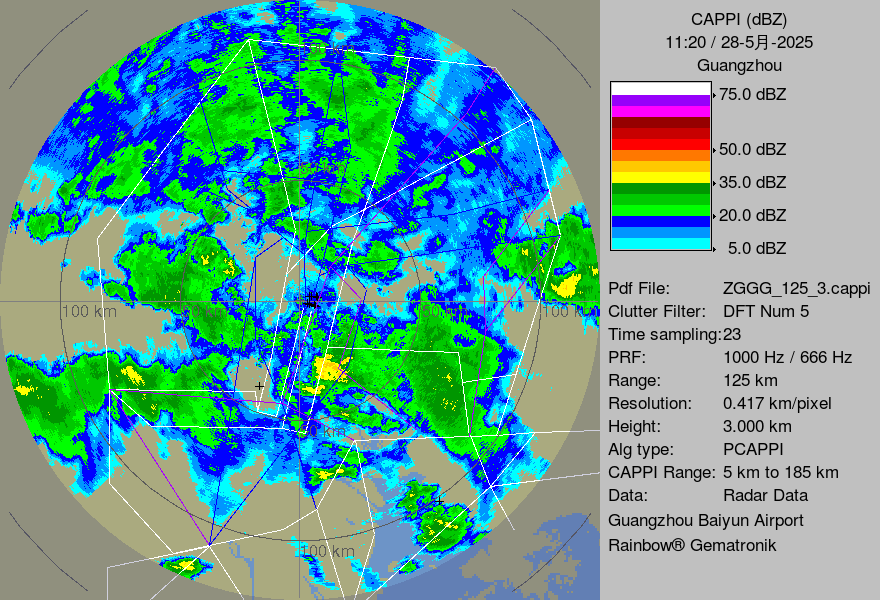 CAPPI (dBZ)
11:20 / 28-5月-2025
Guangzhou
75.0 dBZ
50.0 dBZ
35.0 dBZ
20.0 dBZ
5.0 dBZ
Pdf File: ZGGG_125_3.cappi
Clutter Filter: DFT Num 5
Time sampling:23
PRF: 1000 Hz / 666 Hz
Range: 125 km
Resolution: 0.417 km/pixel
Height: 3.000 km
Alg type: PCAPPI
CAPPI Range: 5 km to 185 km
Data: Radar Data
Guangzhou Baiyun Airport
Rainbow® Gematronik
100 km
100 km